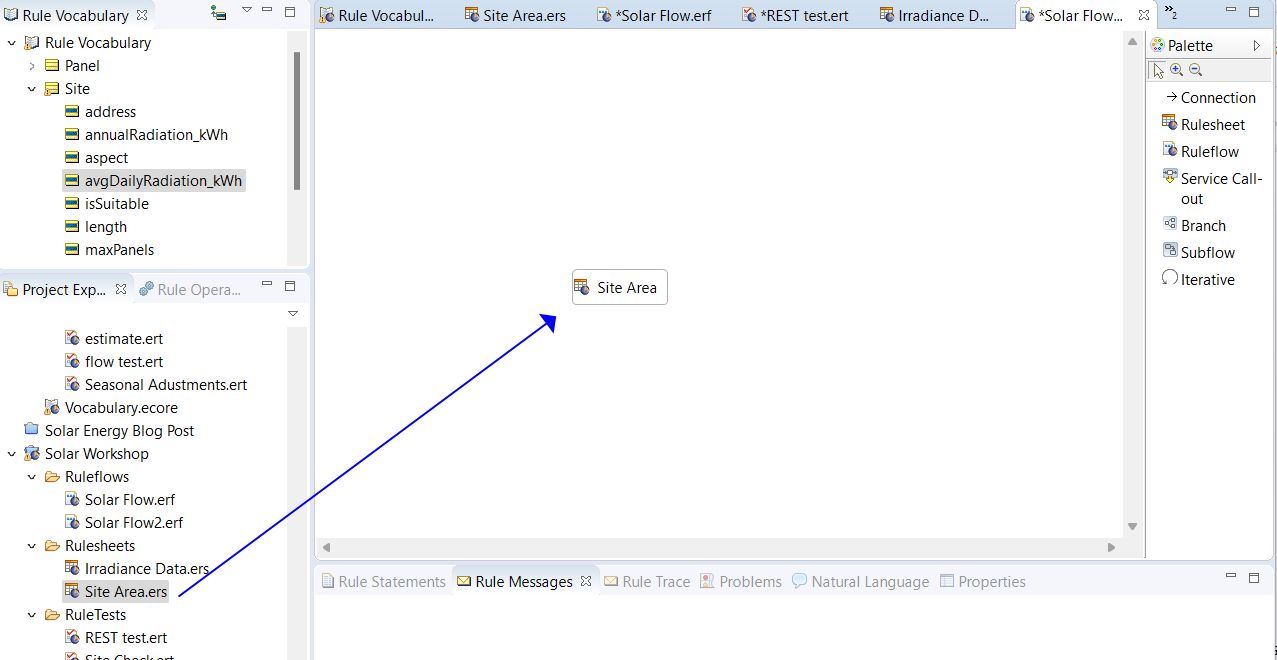 Rule Vocabulary
Rule Vocabulary
Panel
Site
address
annualRadiation_kWh
aspect
avgDailyRadiation_kWh
isSuitable
length
maxPanels
Project Exp...
Rule Opera...
estimate.ert
flow test.ert
Seasonal Adustments.ert
Vocabulary.ecore
Solar Energy Blog Post
Solar Workshop
Ruleflows
Solar Flow.erf
Solar Flow2.erf
Rulesheets
Irradiance Data.ers
Site Area.ers
RuleTests
REST test.ert
Site Check.ert
Rule Vocabul...
Site Area.ers
*Solar Flow.erf
*REST test.ert
Irradiance D...
*Solar Flow...
»2
Site Area
Palette
Connection
Rulesheet
Ruleflow
Service Call-
out
Branch
Subflow
Iterative
Rule Statements
Rule Messages
Rule Trace
Problems
Natural Language
Properties